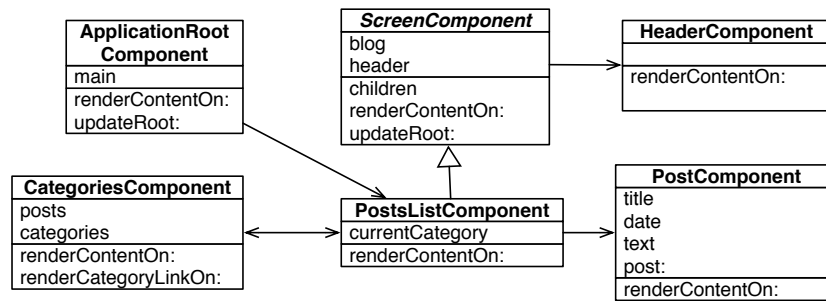 ApplicationRoot
Component
main
renderContentOn:
updateRoot:
ScreenComponent
blog
header
children
renderContentOn:
updateRoot:
HeaderComponent
renderContentOn:
CategoriesComponent
posts
categories
renderContentOn:
renderCategoryLinkOn:
PostsListComponent
currentCategory
renderContentOn:
PostComponent
title
date
text
post:
renderContentOn: